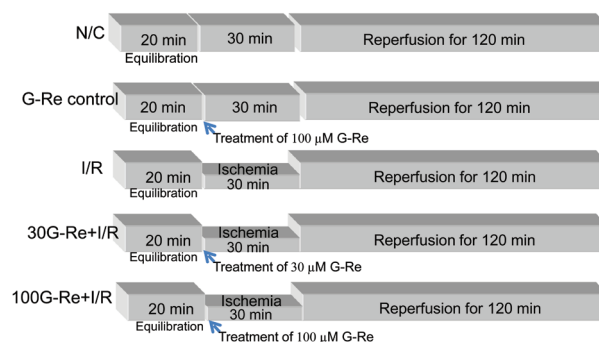 N/C
20 min
30 min
Reperfusion for 120 min
Equilibration
G-Re control
20 min
30 min
Reperfusion for 120 min
Equilibration
Treatment of 100 μM G-Re
I/R
20 min
Ischemia
30 min
Reperfusion for 120 min
Equilibration
30G-Re+I/R
20 min
Ischemia
30 min
Reperfusion for 120 min
Equilibration
Treatment of 30 μM G-Re
100G-Re+I/R
20 min
Ischemia
30 min
Reperfusion for 120 min
Equilibration
Treatment of 100 μM G-Re